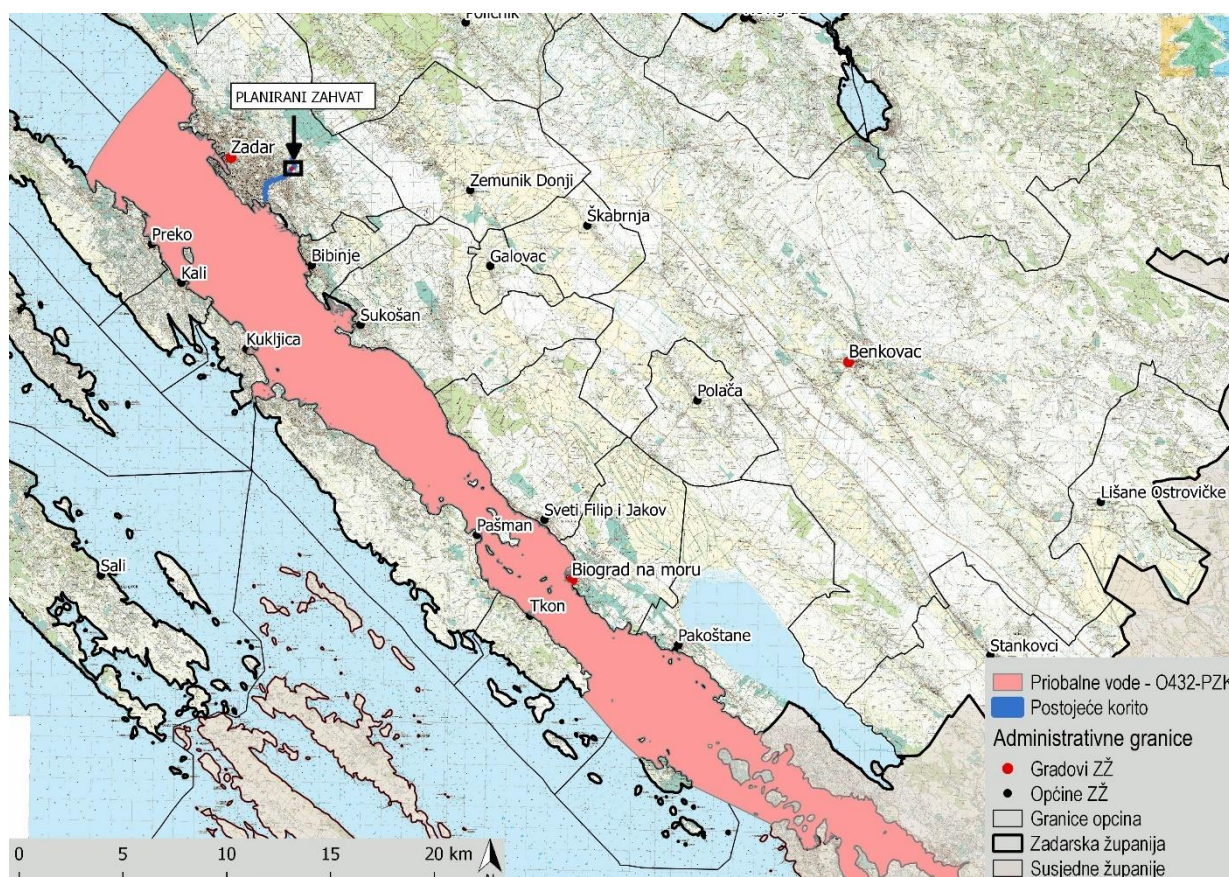 Poličnik
PLANIRANI ZAHVAT
Zadar
Zemunik Donji
Škabrnja
Preko
Bibinje
Galovac
Kali
Sukošan
Kukljica
Benkovac
Polača
Lišane Ostrovičke
Sveti Filip i Jakov
Pašman
Sali
Biograd na moru
Tkon
Pakoštane
Stankovci
Priobalne vode - O432-PZK
Postojeće korito
Administrativne granice
Gradovi ZŽ
Općine ZŽ
Granice opcina
Zadarska županija
Susjedne županije
0 5 10 15 20 km
N